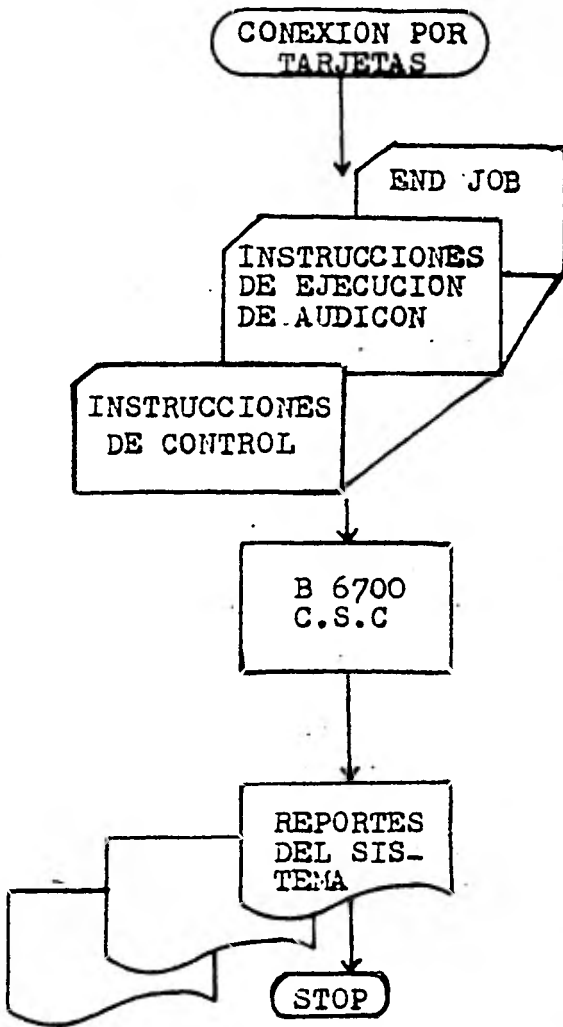 CONEXION POR
TARJETAS
END JOB
INSTRUCCIONES
DE EJECUCION
DE AUDICON
INSTRUCCIONES
DE CONTROL
B 6700
C.S.C
REPORTES
DEL SIS-
TEMA
STOP